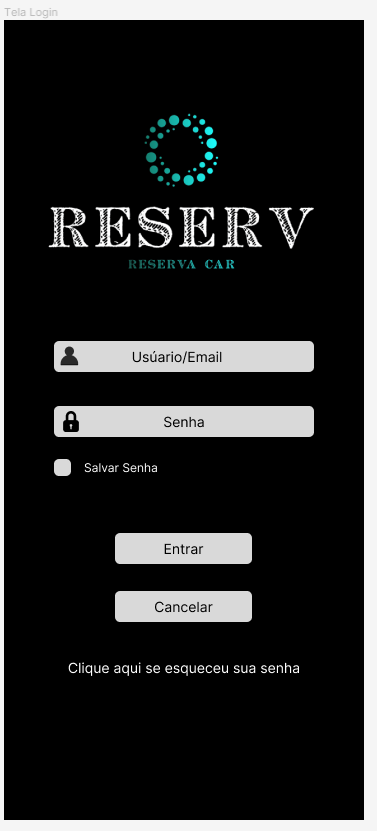 Tela Login
RESERV
RESERVA CAR
Usúario/Email
Senha
Salvar Senha
Entrar
Cancelar
Clique aqui se esqueceu sua senha